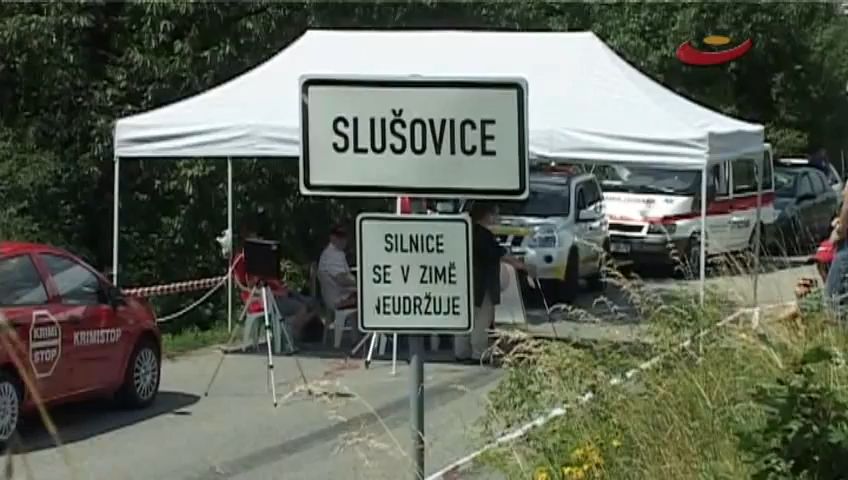 SLUŠOVICE
SILNICE
SE V ZIMĚ
NEUDRŽUJE
KRIMI
STOP
KRIMISTOP